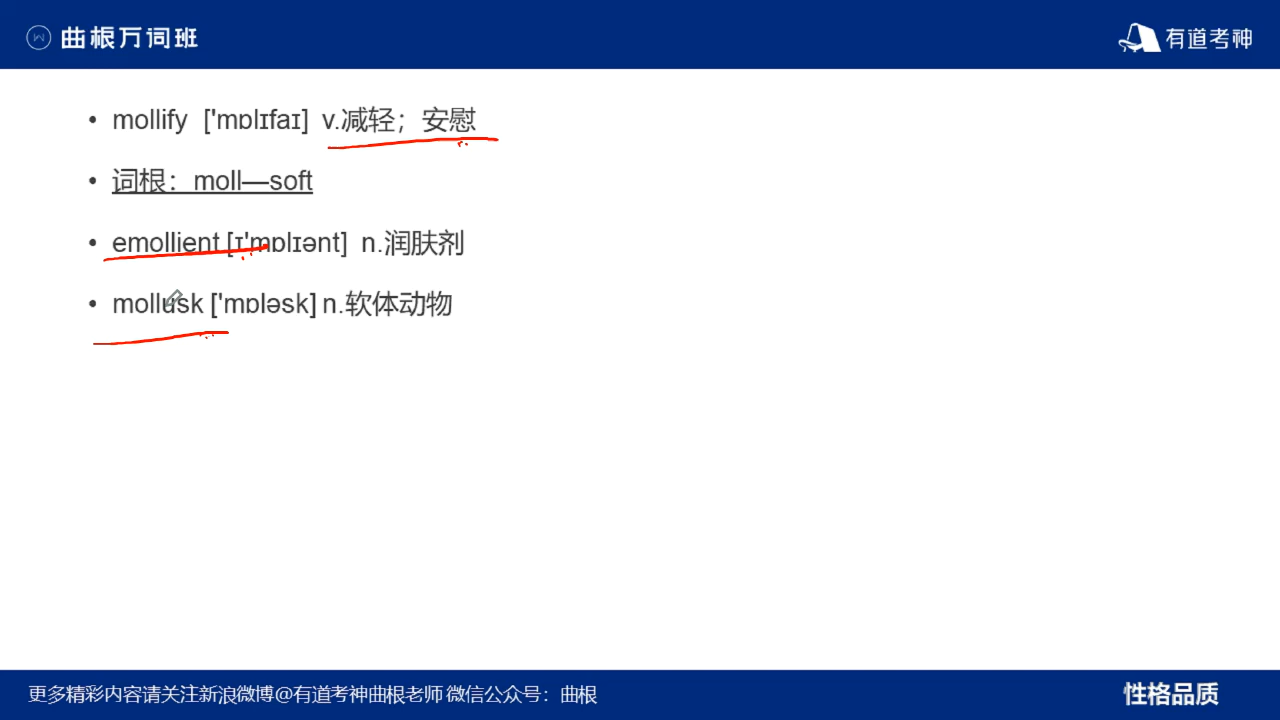 曲根万词班
有道考神
• mollify ['mɒlɪfaɪ] v.减轻；安慰
• 词根：moll—soft
• emollient [ɪ'mɒlɪənt] n.润肤剂
• mollusk ['mɒləsk] n.软体动物
更多精彩内容请关注新浪微博@有道考神曲根老师 微信公众号：曲根
性格品质